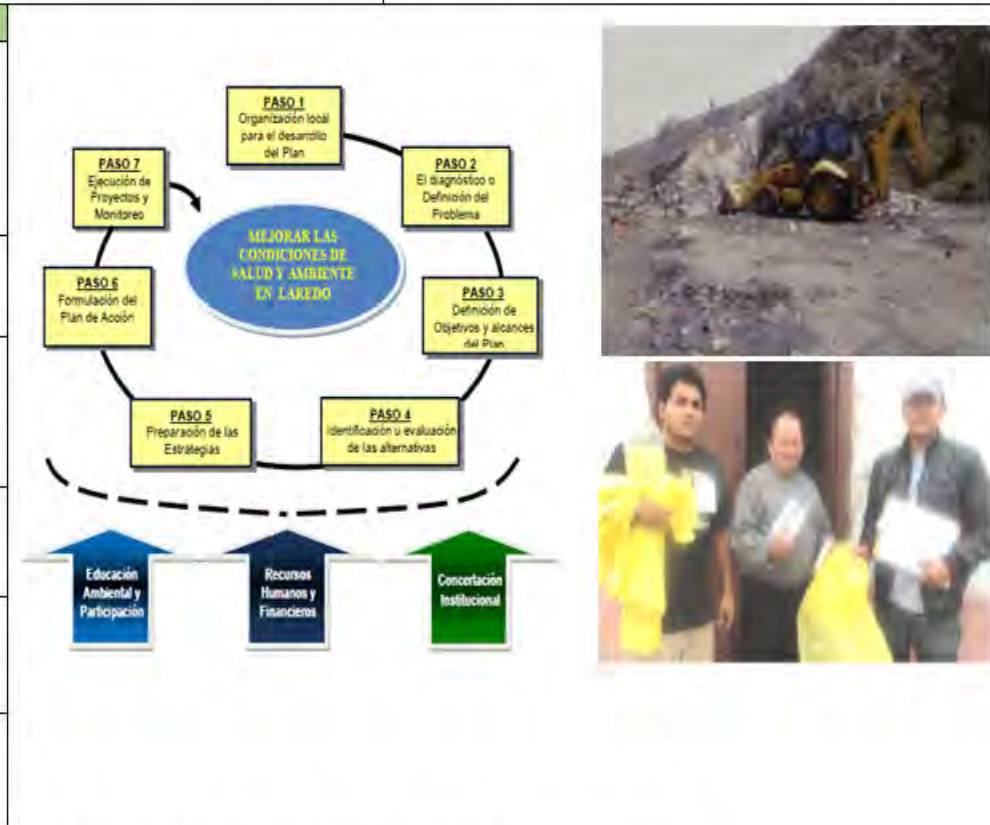 PASO 1
Organización local
para el desarrollo
del Plan
PASO 2
El diagnóstico o
Definición del
Problema
PASO 3
Definición de
Objetivos y alcances
del Plan
PASO 4
Identificación u evaluación
de las alternativas
PASO 5
Preparación de las
Estrategias
PASO 6
Formulación del
Plan de Acción
PASO 7
Ejecución de
Proyectos y
Monitoreo
MEJORAR LAS
CONDICIONES DE
SALUD Y AMBIENTE
EN LAREDO
Educación
Ambiental y
Participación
Recursos
Humanos y
Financieros
Concertación
Institucional